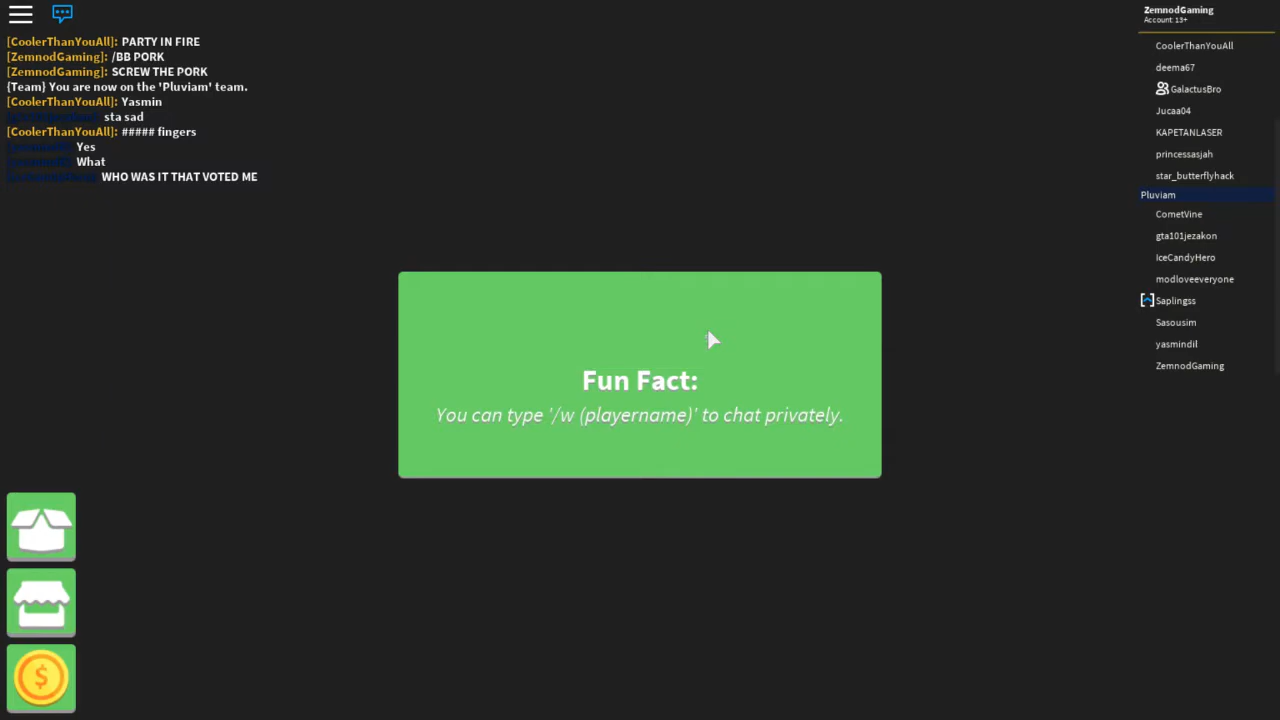 [CoolerThanYouAll]: PARTY IN FIRE
[ZemnodGaming]: /BB PORK
[ZemnodGaming]: SCREW THE PORK
{Team} You are now on the 'Pluviam' team.
[CoolerThanYouAll]: Yasmin
sta sad
[CoolerThanYouAll]: ##### fingers
Yes
What
WHO WAS IT THAT VOTED ME
Fun Fact:
You can type '/w (playername)' to chat privately.
$
ZemnodGaming
Account: 13+
CoolerThanYouAll
deema67
GalactusBro
Jucaa04
KAPETANLASER
princessasjah
star_butterflyhack
Pluviam
CometVine
gta101jezakon
IceCandyHero
modloveeveryone
Saplingss
Sasousim
yasmindil
ZemnodGaming